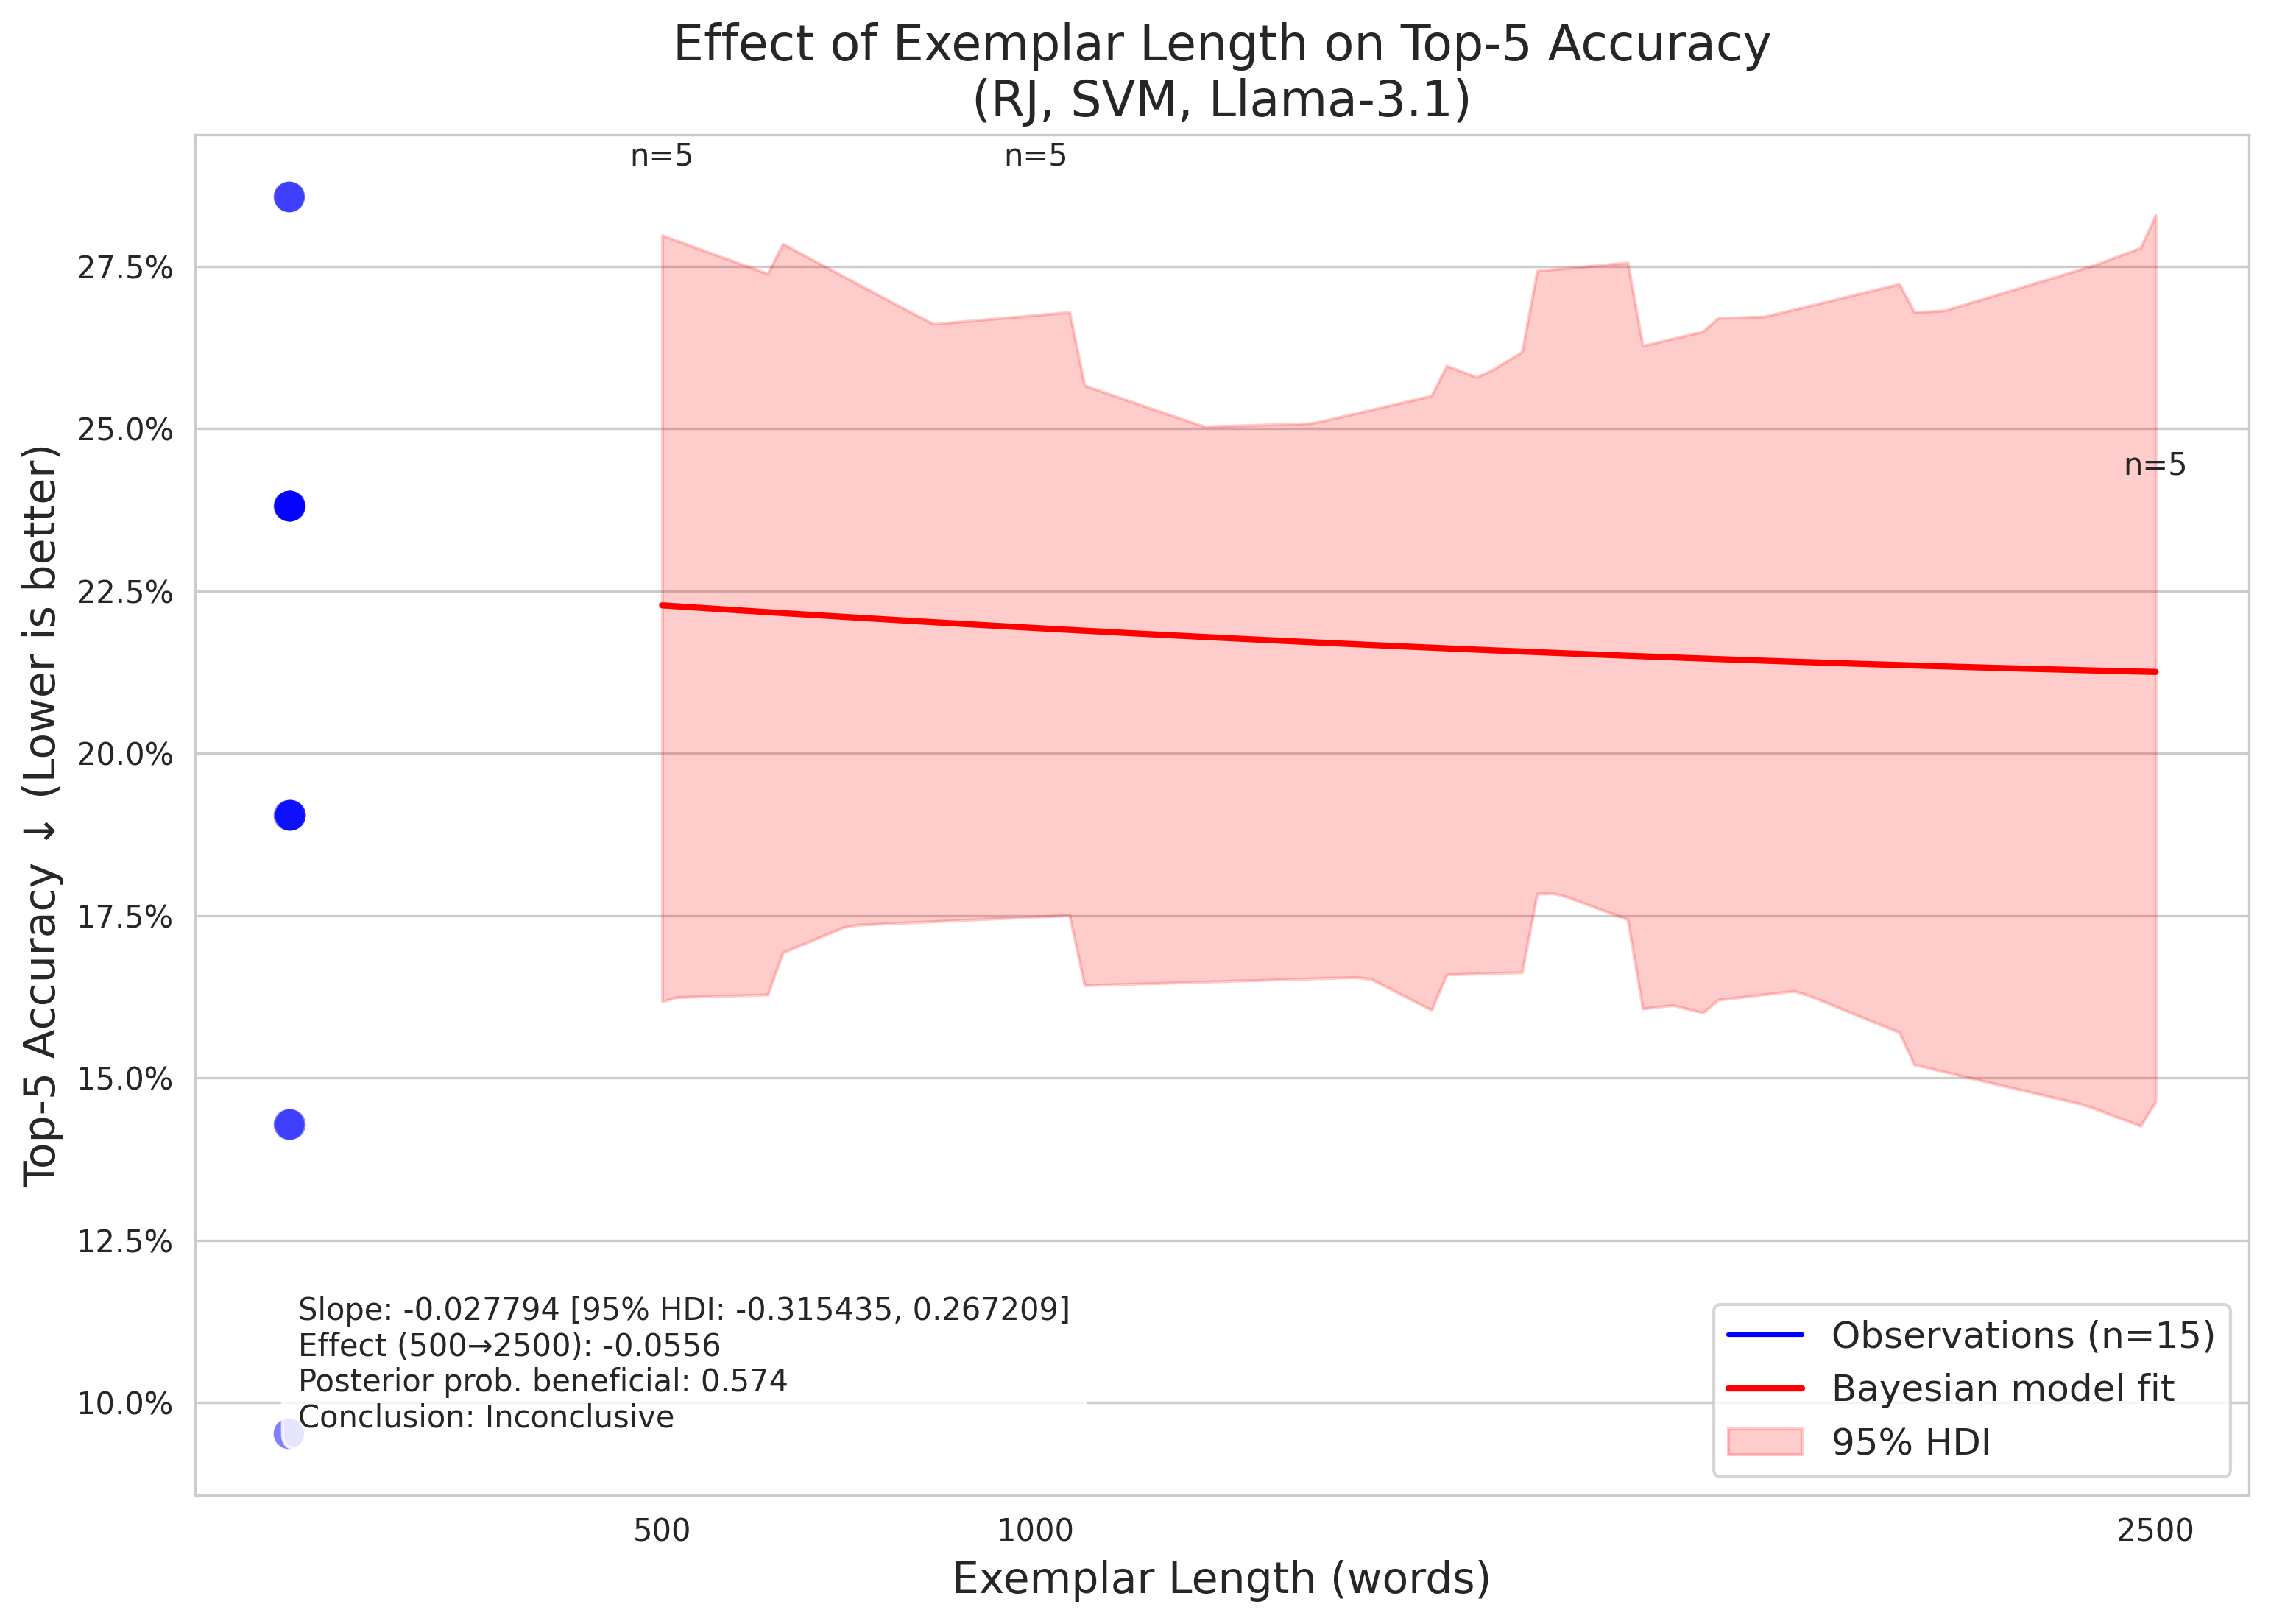 Effect of Exemplar Length on Top-5 Accuracy
(RJ, SVM, Llama-3.1)
n=5
n=5
n=5
27.5%
25.0%
22.5%
20.0%
17.5%
15.0%
12.5%
10.0%
Top-5 Accuracy ↓ (Lower is better)
Slope: -0.027794 [95% HDI: -0.315435, 0.267209]
Effect (500→2500): -0.0556
Posterior prob. beneficial: 0.574
Conclusion: Inconclusive
Observations (n=15)
Bayesian model fit
95% HDI
500
1000
2500
Exemplar Length (words)